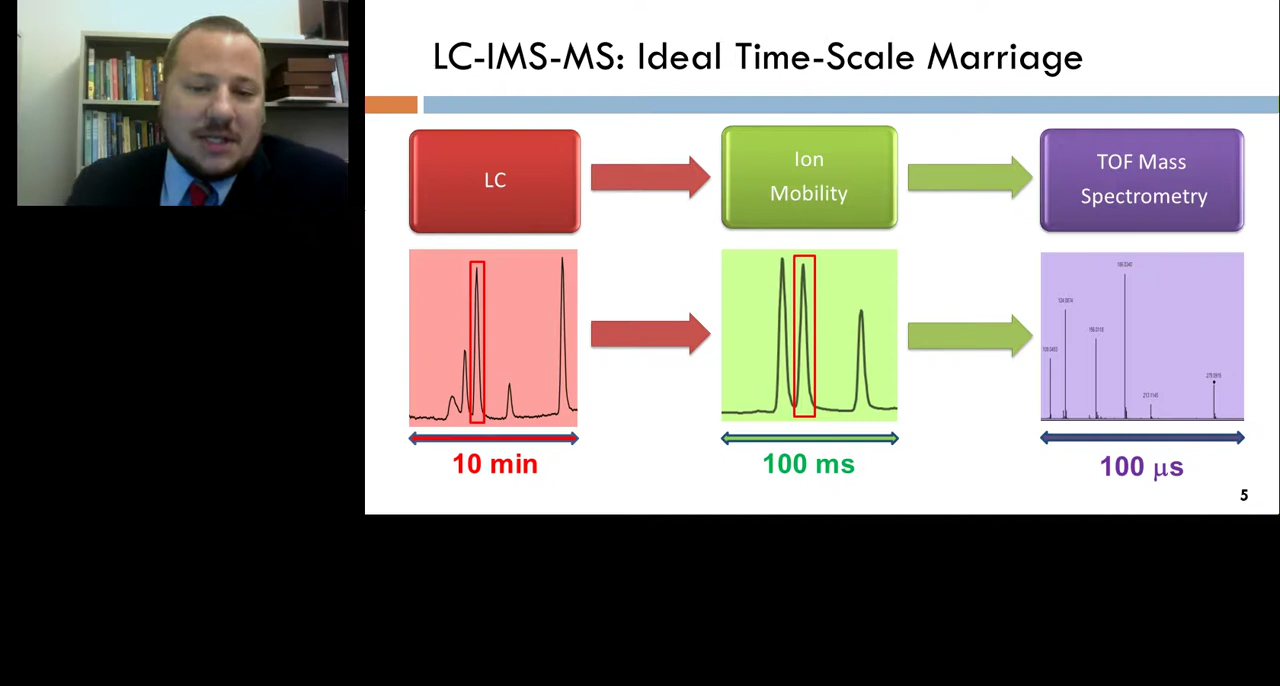 LC-IMS-MS: Ideal Time-Scale Marriage
LC
Ion
Mobility
TOF Mass
Spectrometry
10 min
100 ms
100 μs
5